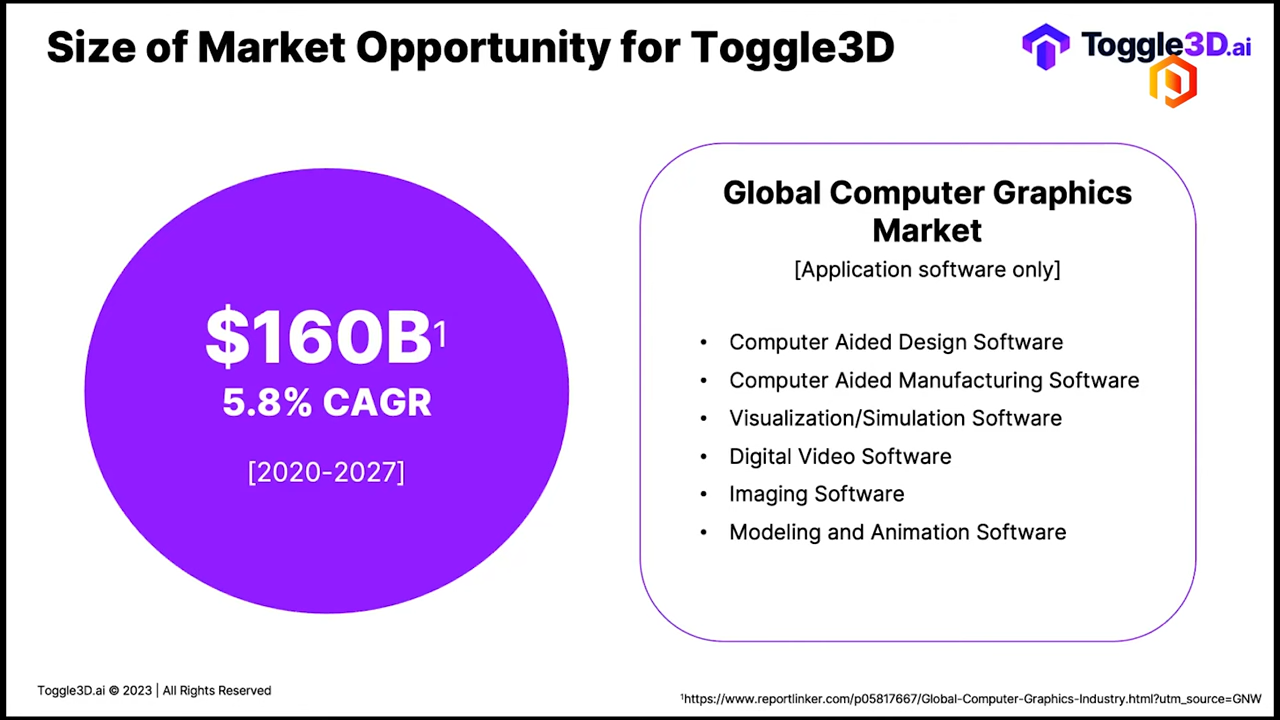 Size of Market Opportunity for Toggle3D
Toggle3D.ai
$160B¹
5.8% CAGR
[2020-2027]
Global Computer Graphics
Market
[Application software only]
• Computer Aided Design Software
• Computer Aided Manufacturing Software
• Visualization/Simulation Software
• Digital Video Software
• Imaging Software
• Modeling and Animation Software
Toggle3D.ai © 2023 | All Rights Reserved
¹https://www.reportlinker.com/p05817667/Global-Computer-Graphics-Industry.html?utm_source=GNW